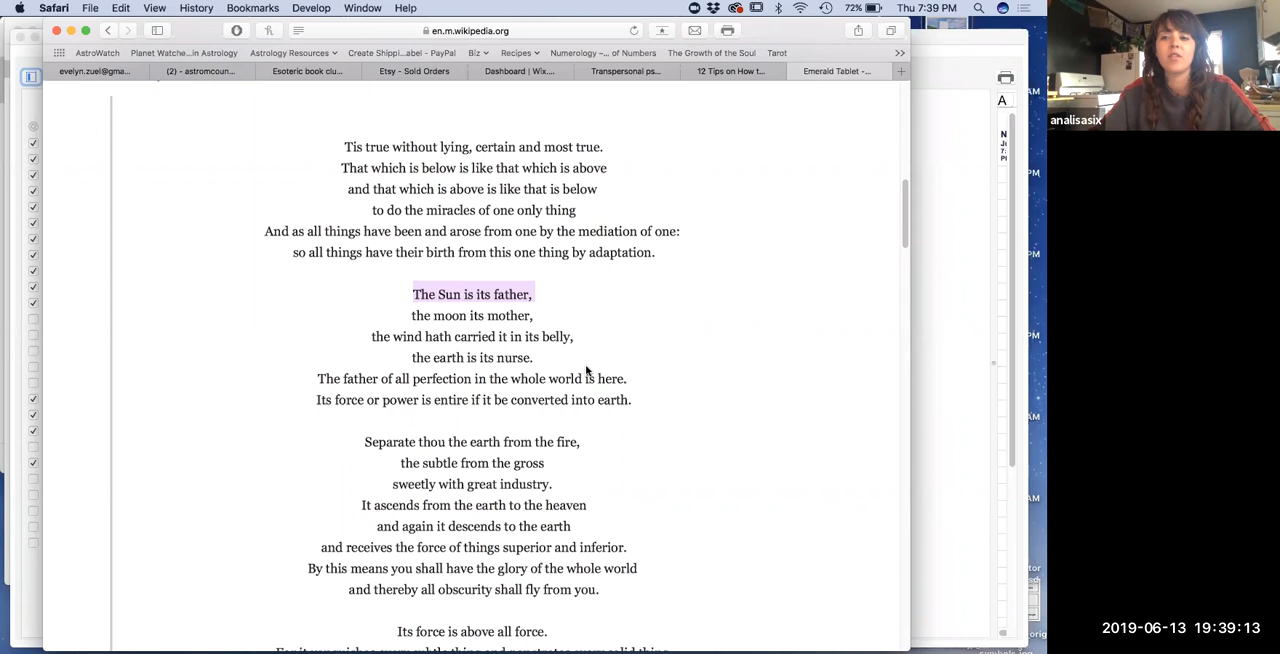 Safari File Edit View History Bookmarks Develop Window Help 72% Thu 7:39 PM
en.m.wikipedia.org
AstroWatch Planet Watche...in Astrology Astrology Resources Create Shippi...abel - PayPal Biz Recipes Numerology –... of Numbers The Growth of the Soul Tarot
evelyn.zuel@gma... (2) - astromcoun... Esoteric book clu... Etsy - Sold Orders Dashboard | Wix.... Transpersonal ps... 12 Tips on How t... Emerald Tablet -...
Tis true without lying, certain and most true.
That which is below is like that which is above
and that which is above is like that is below
to do the miracles of one only thing
And as all things have been and arose from one by the mediation of one:
so all things have their birth from this one thing by adaptation.
The Sun is its father,
the moon its mother,
the wind hath carried it in its belly,
the earth is its nurse.
The father of all perfection in the whole world is here.
Its force or power is entire if it be converted into earth.
Separate thou the earth from the fire,
the subtle from the gross
sweetly with great industry.
It ascends from the earth to the heaven
and again it descends to the earth
and receives the force of things superior and inferior.
By this means you shall have the glory of the whole world
and thereby all obscurity shall fly from you.
Its force is above all force.
A
AM
PM
PM
PM
AM
analisasix
2019-06-13 19:39:13